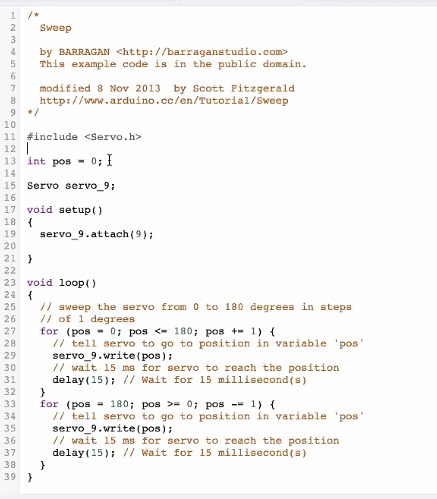 1 /*
2 Sweep
3
4 by BARRAGAN <http://barraganstudio.com>
5 This example code is in the public domain.
6
7 modified 8 Nov 2013  by Scott Fitzgerald
8 http://www.arduino.cc/en/Tutorial/Sweep
9 */
10
11 #include <Servo.h>
12
13 int pos = 0;
14
15 Servo servo_9;
16
17 void setup()
18 {
19 servo_9.attach(9);
20
21 }
22
23 void loop()
24 {
25 // sweep the servo from 0 to 180 degrees in steps
26 // of 1 degrees
27 for (pos = 0; pos <= 180; pos += 1) {
28 // tell servo to go to position in variable 'pos'
29 servo_9.write(pos);
30 // wait 15 ms for servo to reach the position
31 delay(15); // Wait for 15 millisecond(s)
32 }
33 for (pos = 180; pos >= 0; pos -= 1) {
34 // tell servo to go to position in variable 'pos'
35 servo_9.write(pos);
36 // wait 15 ms for servo to reach the position
37 delay(15); // Wait for 15 millisecond(s)
38 }
39 }